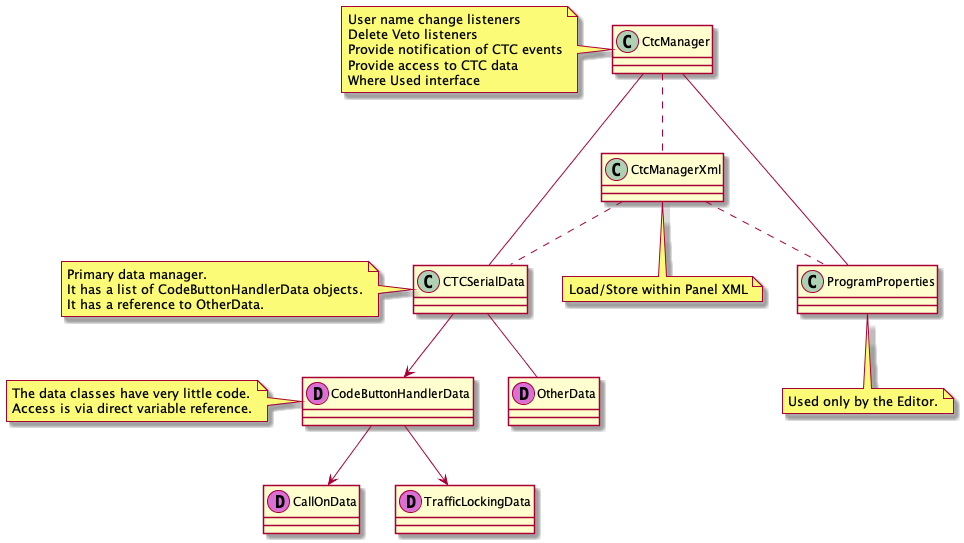 User name change listeners
Delete Veto listeners
Provide notification of CTC events
Provide access to CTC data
Where Used interface
C CtcManager
C CtcManagerXml
Primary data manager.
It has a list of CodeButtonHandlerData objects.
It has a reference to OtherData.
C CTCSerialData
Load/Store within Panel XML
C ProgramProperties
The data classes have very little code.
Access is via direct variable reference.
D CodeButtonHandlerData
D OtherData
Used only by the Editor.
D CallOnData
D TrafficLockingData